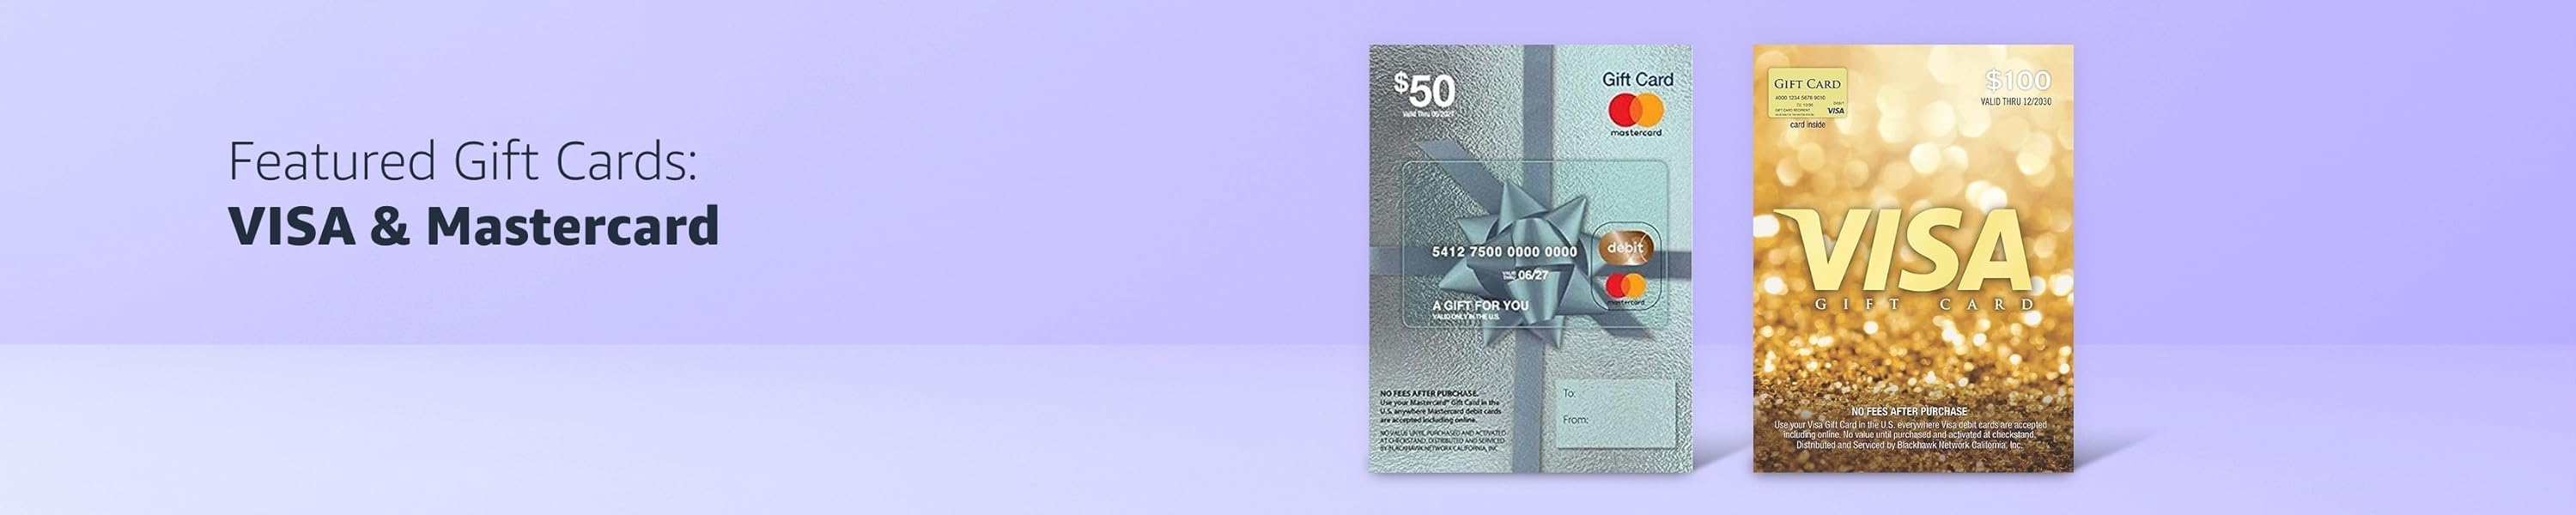 Featured Gift Cards:
VISA & Mastercard
$50
Gift Card
mastercard
5412 7500 0000 0000
debit
VALID THRU 06/27
mastercard
A GIFT FOR YOU
VALID ONLY IN THE U.S.
NO FEES AFTER PURCHASE.
Use your Mastercard® Gift Card in the
U.S. anywhere Mastercard debit cards
are accepted including online.
NO VALUE UNTIL PURCHASED AND ACTIVATED
AT CHECKSTAND. DISTRIBUTED AND SERVICED
BY BLACKHAWK NETWORK CALIFORNIA, INC.
To:
From:
GIFT CARD
4000 1234 5678 9010
VISA
card inside
$100
VALID THRU 12/2030
VISA
GIFT CARD
NO FEES AFTER PURCHASE
Use your Visa Gift Card in the U.S. everywhere Visa debit cards are accepted
including online. No value until purchased and activated at checkstand.
Distributed and Serviced by Blackhawk Network California, Inc.